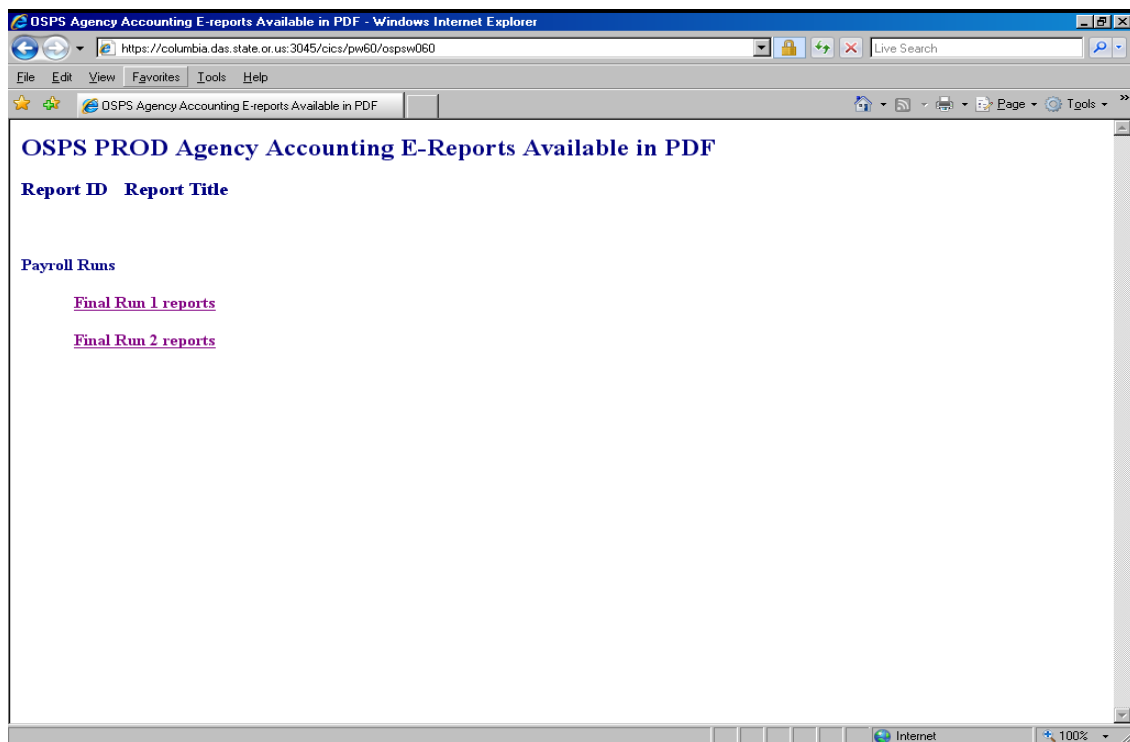 OSPS Agency Accounting E-reports Available in PDF - Windows Internet Explorer
https://columbia.das.state.or.us:3045/cics/pw60/ospsw060
Live Search
File Edit View Favorites Tools Help
OSPS Agency Accounting E-reports Available in PDF
Page Tools »
OSPS PROD Agency Accounting E-Reports Available in PDF
Report ID Report Title
Payroll Runs
Final Run 1 reports
Final Run 2 reports
Internet 100%